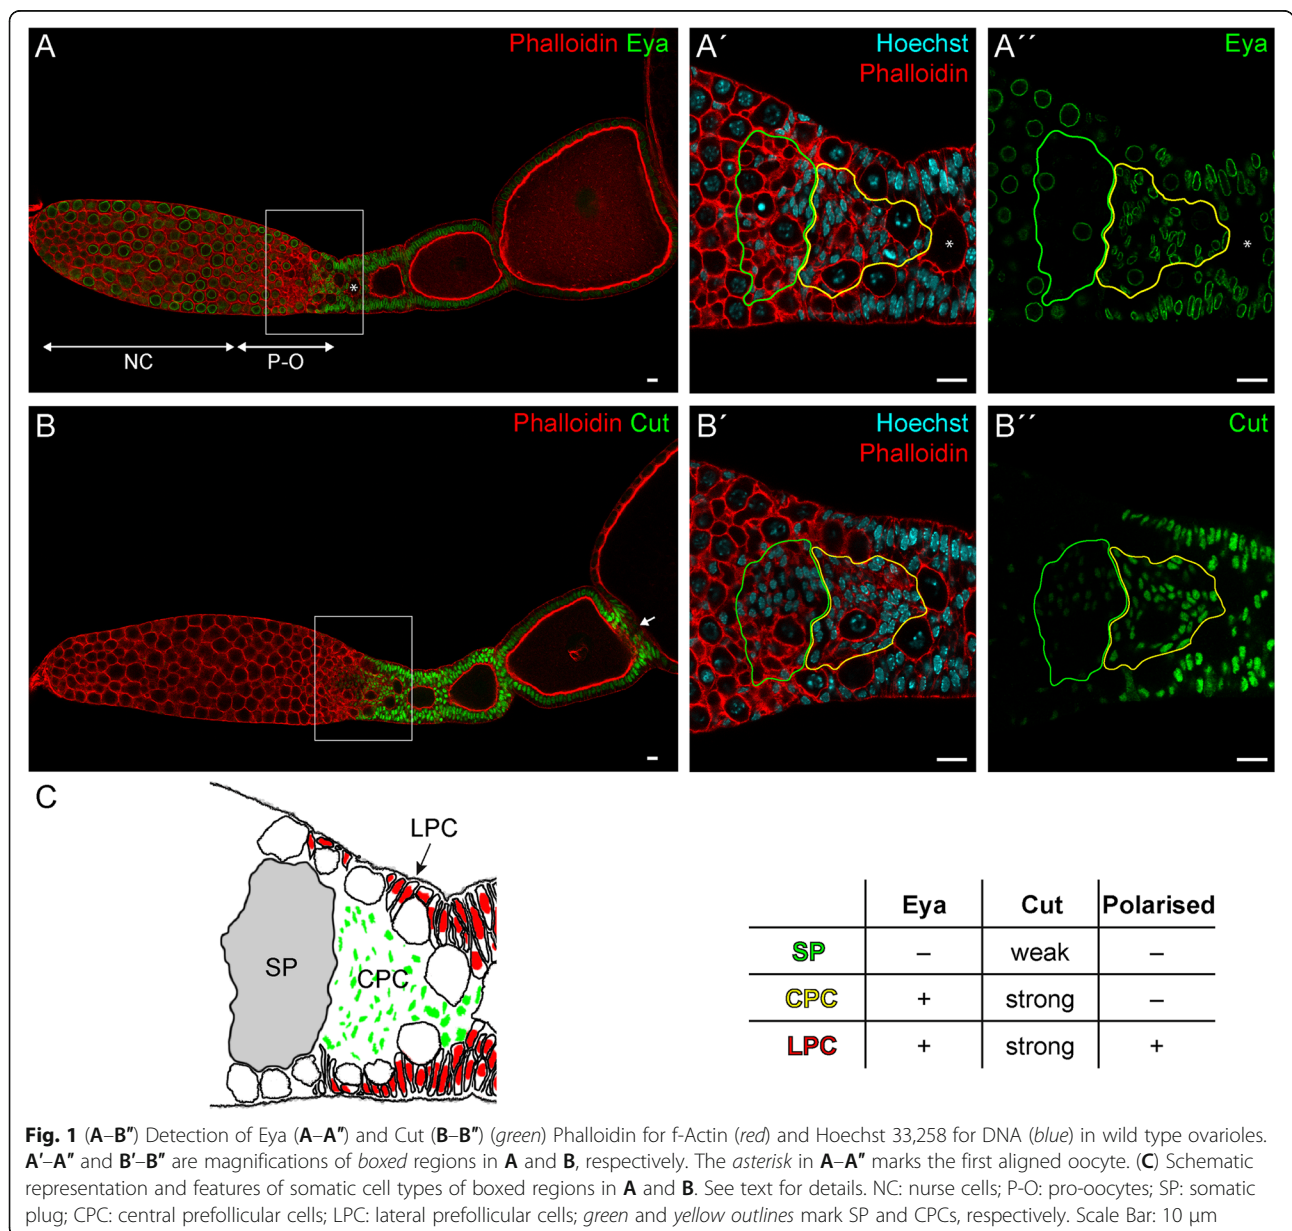 A
Phalloidin Eya
*
NC
P-O
A´
Hoechst
Phalloidin
*
A´´
Eya
*
B
Phalloidin Cut
B´
Hoechst
Phalloidin
B´´
Cut
C
LPC
SP
CPC
Eya Cut Polarised
SP – weak –
CPC + strong –
LPC + strong +
Fig. 1 (A–B″) Detection of Eya (A–A″) and Cut (B–B″) (green) Phalloidin for f-Actin (red) and Hoechst 33,258 for DNA (blue) in wild type ovarioles.
A′–A″ and B′–B″ are magnifications of boxed regions in A and B, respectively. The asterisk in A–A″ marks the first aligned oocyte. (C) Schematic
representation and features of somatic cell types of boxed regions in A and B. See text for details. NC: nurse cells; P-O: pro-oocytes; SP: somatic
plug; CPC: central prefollicular cells; LPC: lateral prefollicular cells; green and yellow outlines mark SP and CPCs, respectively. Scale Bar: 10 μm